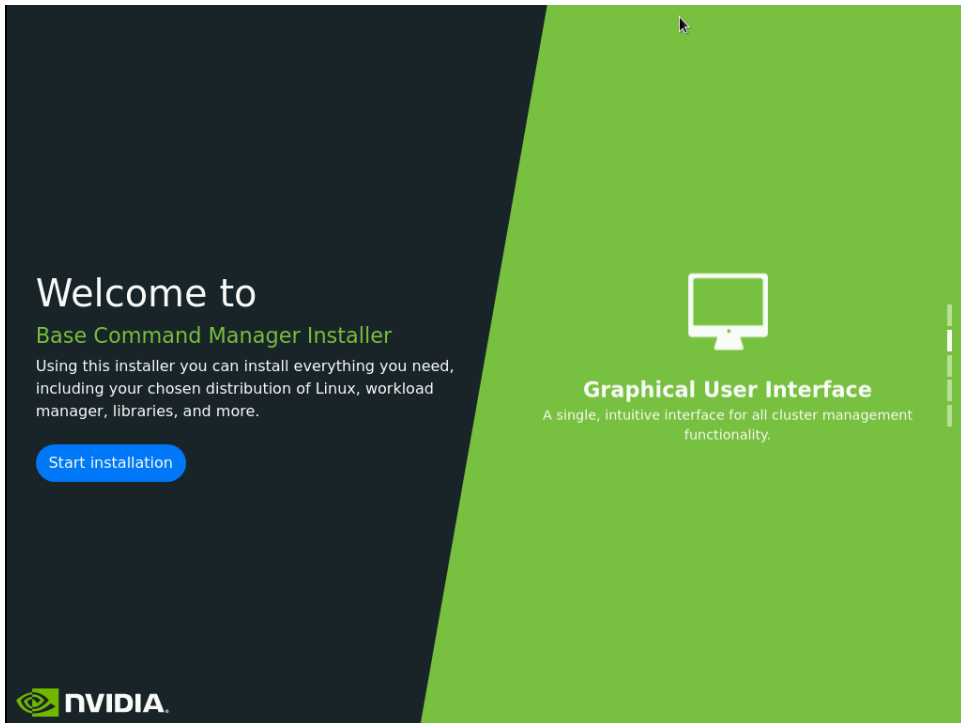 Welcome to
Base Command Manager Installer
Using this installer you can install everything you need,
including your chosen distribution of Linux, workload
manager, libraries, and more.
Start installation
Graphical User Interface
A single, intuitive interface for all cluster management
functionality.
NVIDIA.